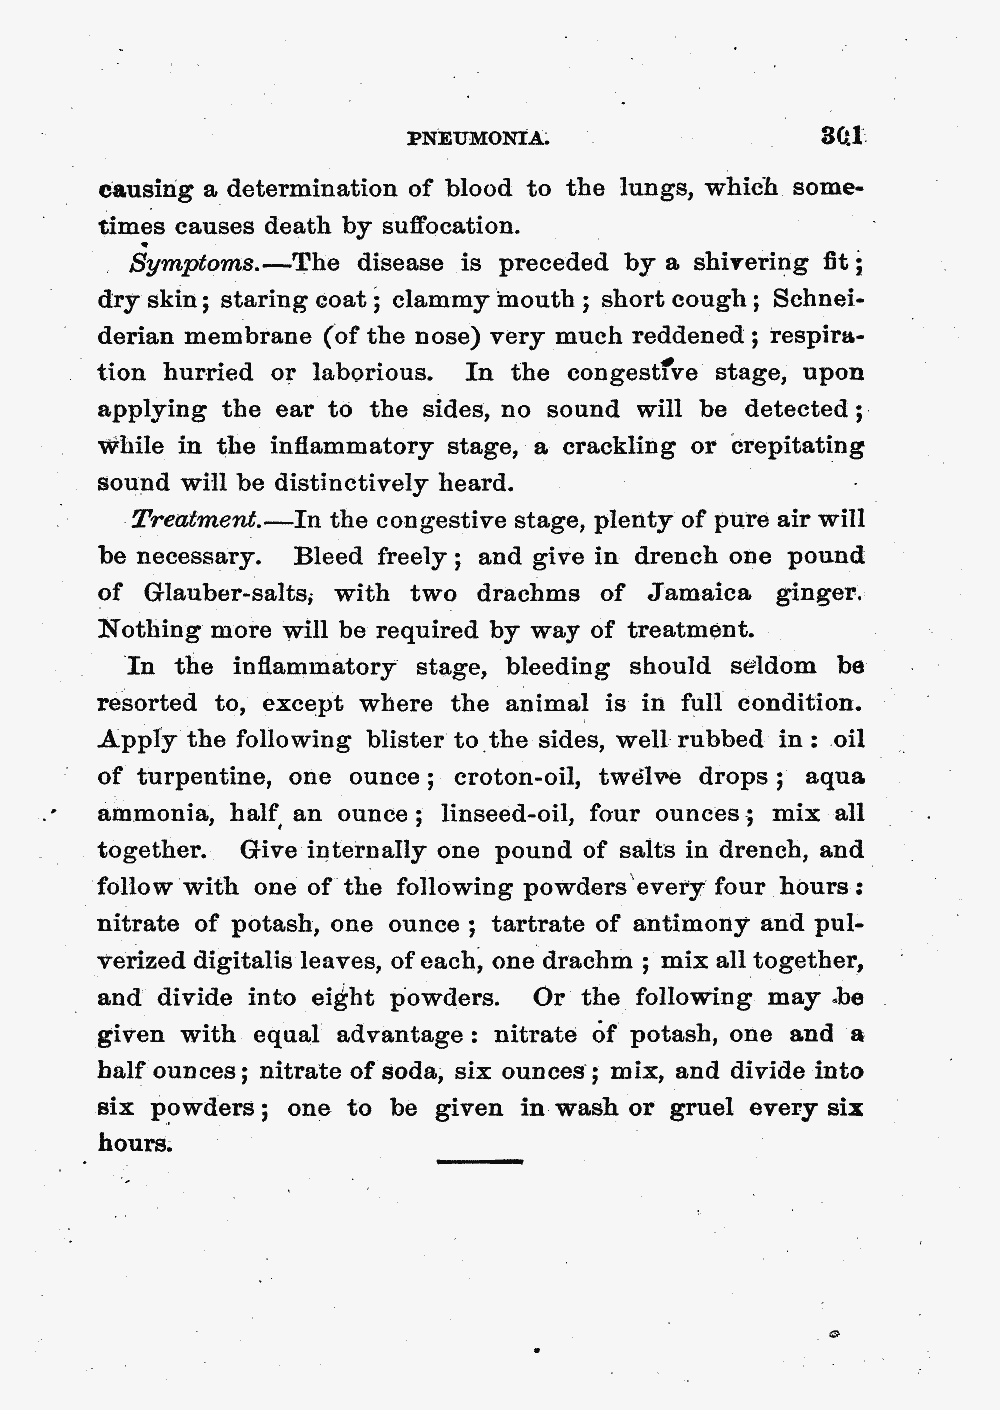 PNEUMONIA. 301
causing a determination of blood to the lungs, which some-
times causes death by suffocation.
Symptoms.—The disease is preceded by a shivering fit;
dry skin; staring coat; clammy mouth; short cough; Schnei-
derian membrane (of the nose) very much reddened; respira-
tion hurried or laborious. In the congestive stage, upon
applying the ear to the sides, no sound will be detected;
while in the inflammatory stage, a crackling or crepitating
sound will be distinctively heard.
Treatment.—In the congestive stage, plenty of pure air will
be necessary. Bleed freely; and give in drench one pound
of Glauber-salts, with two drachms of Jamaica ginger.
Nothing more will be required by way of treatment.
In the inflammatory stage, bleeding should seldom be
resorted to, except where the animal is in full condition.
Apply the following blister to the sides, well rubbed in: oil
of turpentine, one ounce; croton-oil, twelve drops; aqua
ammonia, half an ounce; linseed-oil, four ounces; mix all
together. Give internally one pound of salts in drench, and
follow with one of the following powders every four hours:
nitrate of potash, one ounce; tartrate of antimony and pul-
verized digitalis leaves, of each, one drachm; mix all together,
and divide into eight powders. Or the following may be
given with equal advantage: nitrate of potash, one and a
half ounces; nitrate of soda, six ounces; mix, and divide into
six powders; one to be given in wash or gruel every six
hours.